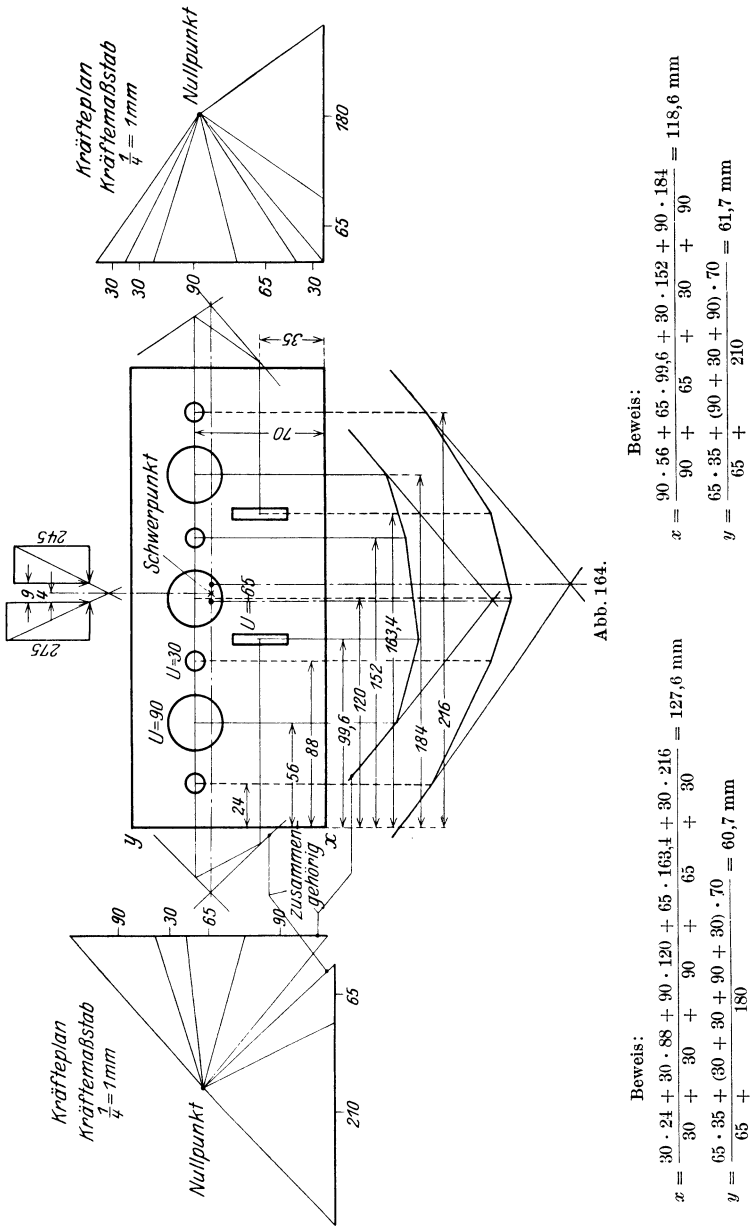 Kräfteplan
Kräftemaßstab
1/4 = 1mm
Nullpunkt
90
30
65
90
210
65
zusammen-
gehörig
275
245
9
4
y
x
U=90
U=30
U=65
Schwerpunkt
70
35
24
56
88
99,6
120
152
163,4
184
216
Kräfteplan
Kräftemaßstab
1/4 = 1mm
Nullpunkt
30
30
90
65
30
65
180
Abb. 164.
Beweis:
x = (30 · 24 + 30 · 88 + 90 · 120 + 65 · 163,4 + 30 · 216) / (30 + 30 + 90 + 65 + 30) = 127,6 mm
y = (65 · 35 + (30 + 30 + 90 + 30) · 70) / (65 + 180) = 60,7 mm
Beweis:
x = (90 · 56 + 65 · 99,6 + 30 · 152 + 90 · 184) / (90 + 65 + 30 + 90) = 118,6 mm
y = (65 · 35 + (90 + 30 + 90) · 70) / (65 + 210) = 61,7 mm